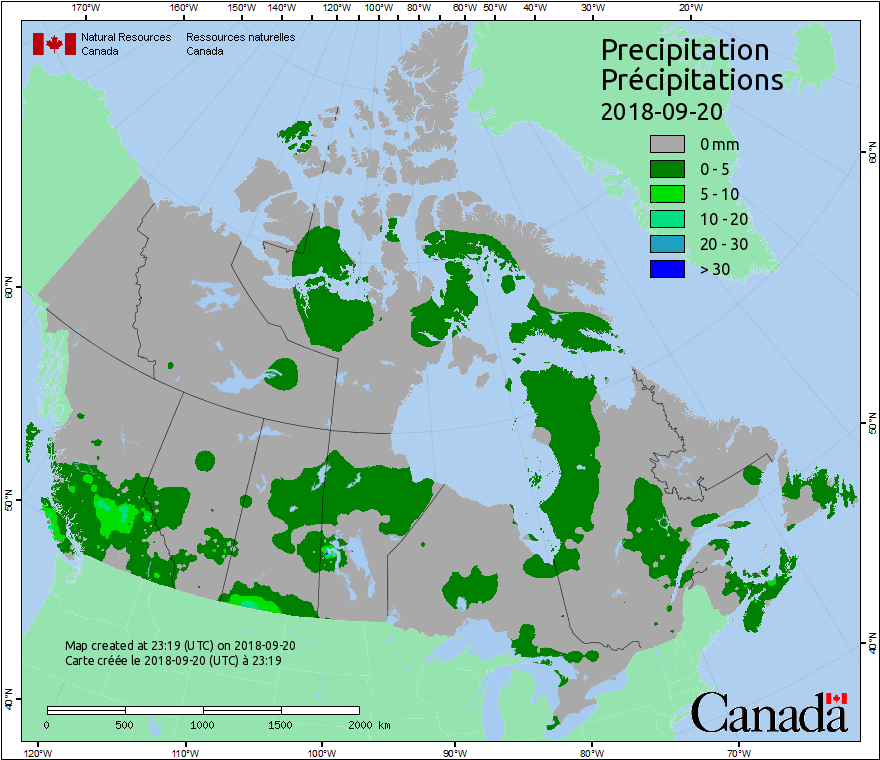 170°W 160°W 150°W 140°W 120°W 100°W 80°W 60°W 50°W 40°W 30°W 20°W
Natural Resources Ressources naturelles
Canada Canada
Precipitation
Précipitations
2018-09-20
0 mm
0 - 5
5 - 10
10 - 20
20 - 30
> 30
60°N
60°N
50°N
50°N
40°N
40°N
Map created at 23:19 (UTC) on 2018-09-20
Carte créée le 2018-09-20 (UTC) à 23:19
0 500 1000 1500 2000 km
Canada
120°W 110°W 100°W 90°W 80°W 70°W